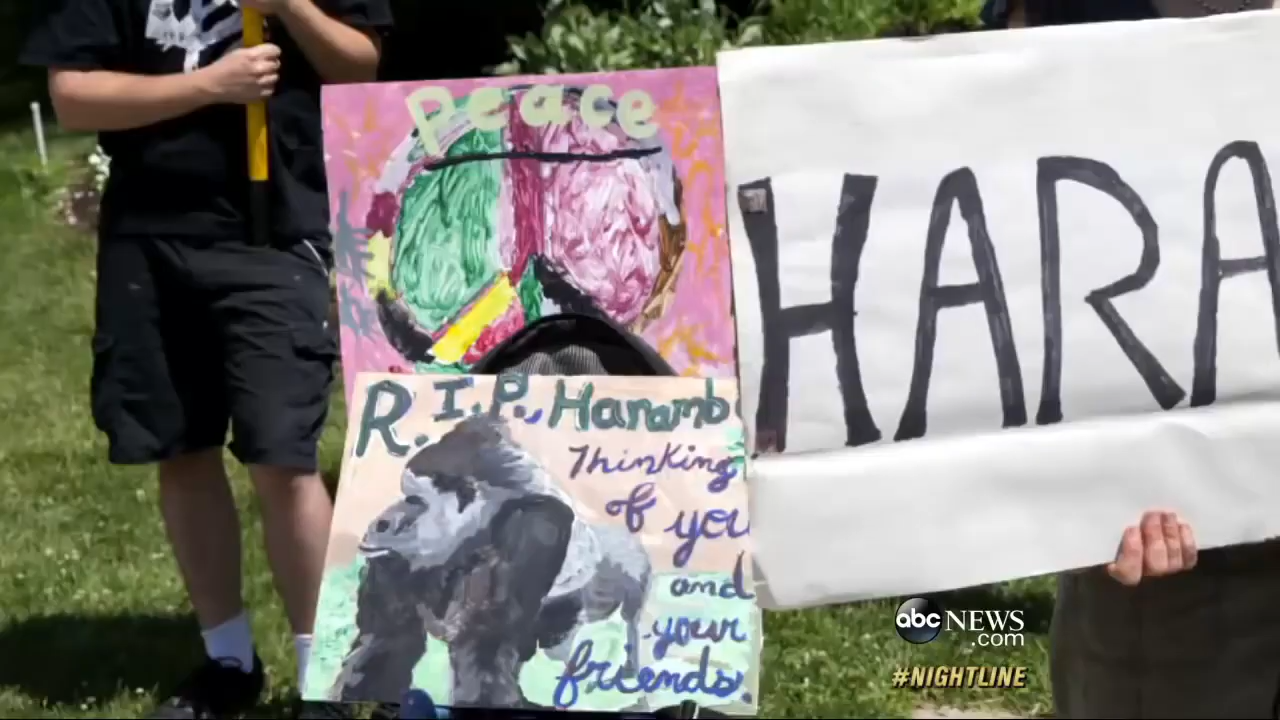 Peace
R.I.P. Haramb
Thinking
of you
and
your
friends.
HARA
abc NEWS
.com
#NIGHTLINE